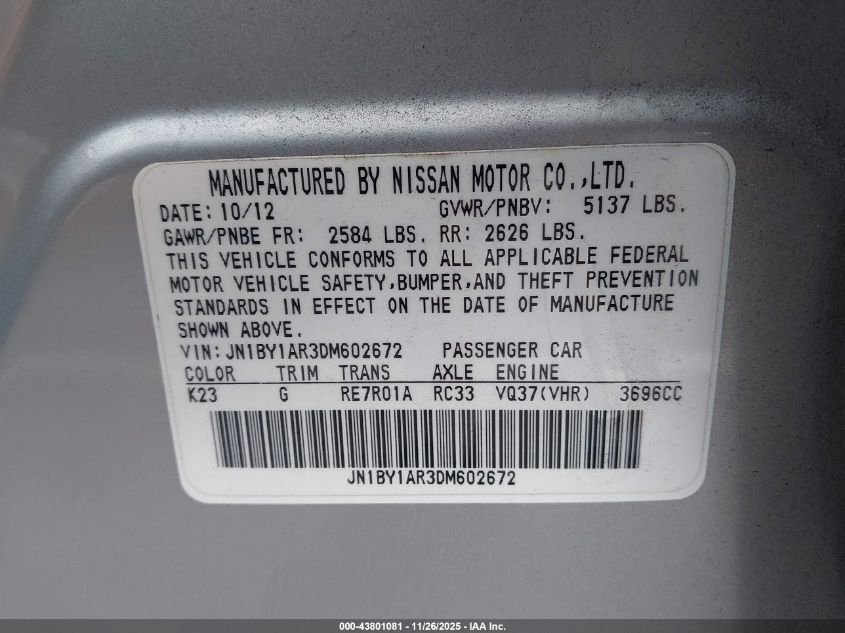 MANUFACTURED BY NISSAN MOTOR CO.,LTD.
DATE: 10/12 GVWR/PNBV: 5137 LBS.
GAWR/PNBE FR: 2584 LBS. RR: 2626 LBS.
THIS VEHICLE CONFORMS TO ALL APPLICABLE FEDERAL
MOTOR VEHICLE SAFETY,BUMPER,AND THEFT PREVENTION
STANDARDS IN EFFECT ON THE DATE OF MANUFACTURE
SHOWN ABOVE.
VIN: JN1BY1AR3DM602672 PASSENGER CAR
COLOR TRIM TRANS AXLE ENGINE
K23 G RE7R01A RC33 VQ37(VHR) 3696CC
JN1BY1AR3DM602672
000-43801081 - 11/26/2025 - IAA Inc.